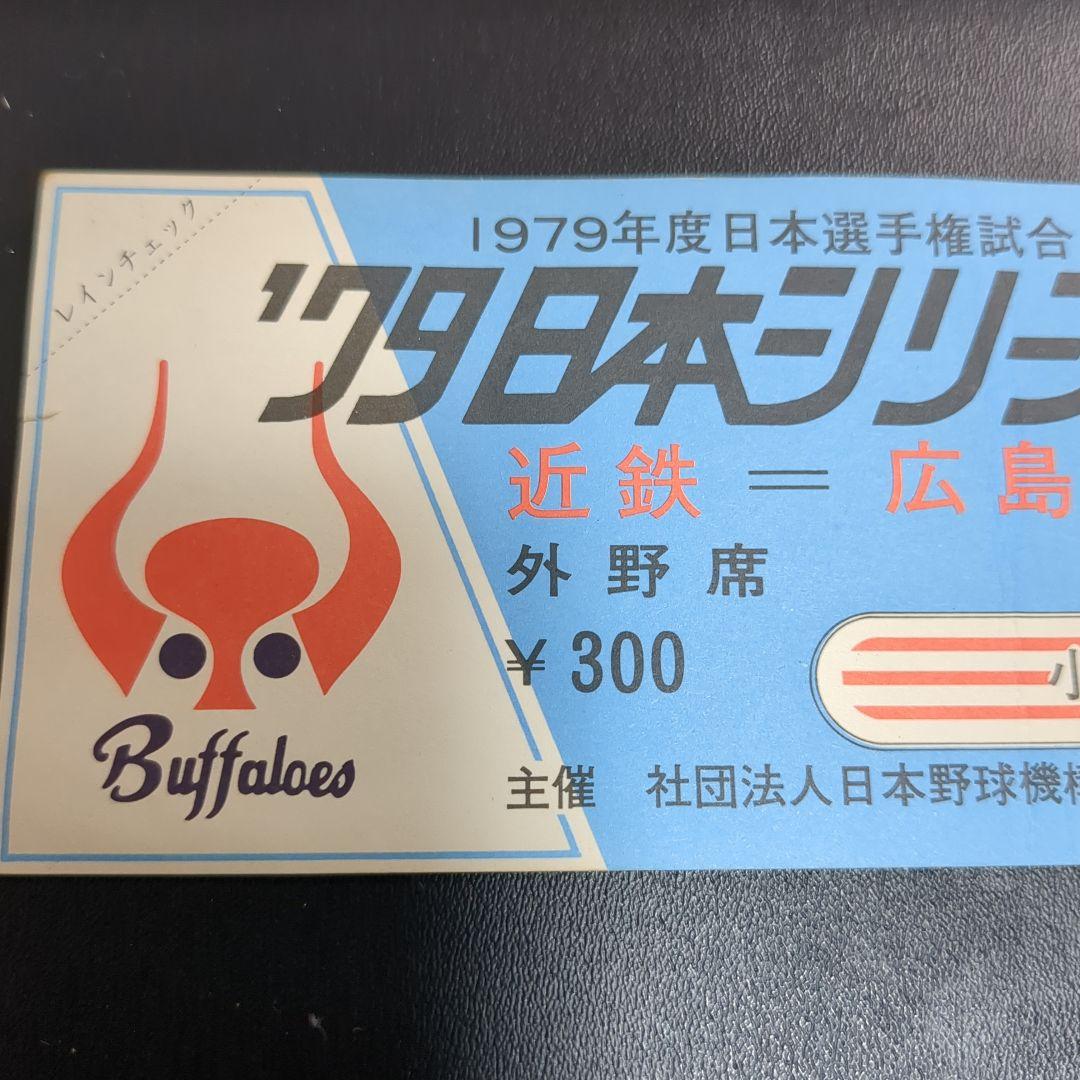 レインチェック
1979年度日本選手権試合
'79日本シリー
近鉄＝広島
外野席
¥300
小
主催 社団法人日本野球機
Buffaloes